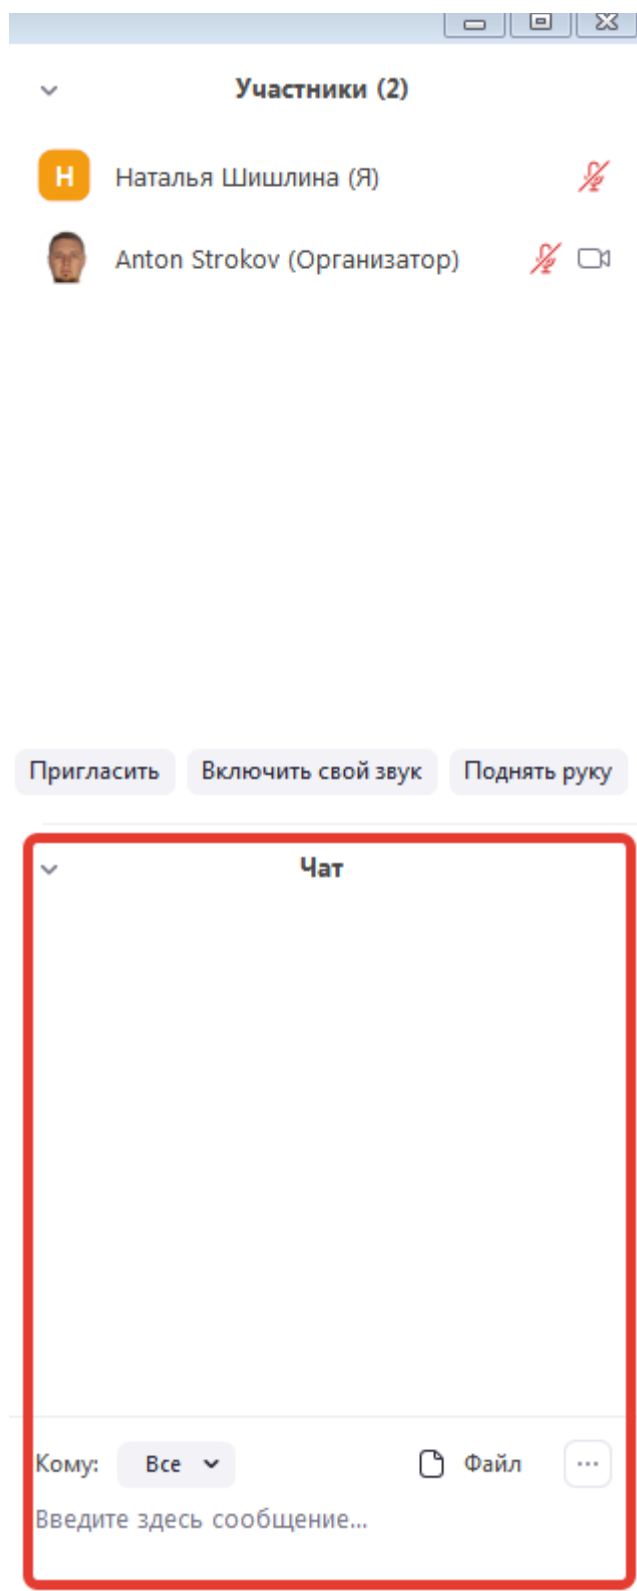 Участники (2)
Н Наталья Шишлина (Я)
Anton Strokov (Организатор)
Пригласить Включить свой звук Поднять руку
Чат
Кому: Все Файл ...
Введите здесь сообщение...